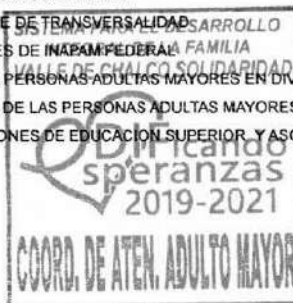 E DE TRANSVERSALIDAD
SISTEMA PARA EL DESARROLLO
ES DE INAPAM FEDERAL
LA FAMILIA
VALLE DE CHALCO SOLIDARIDAD
PERSONAS ADULTAS MAYORES EN DIV
DE LAS PERSONAS ADULTAS MAYORES
ONES DE EDUCACION SUPERIOR Y ASO
DIFicando
speranzas
2019-2021
COORD. DE ATEN. ADULTO MAYOR